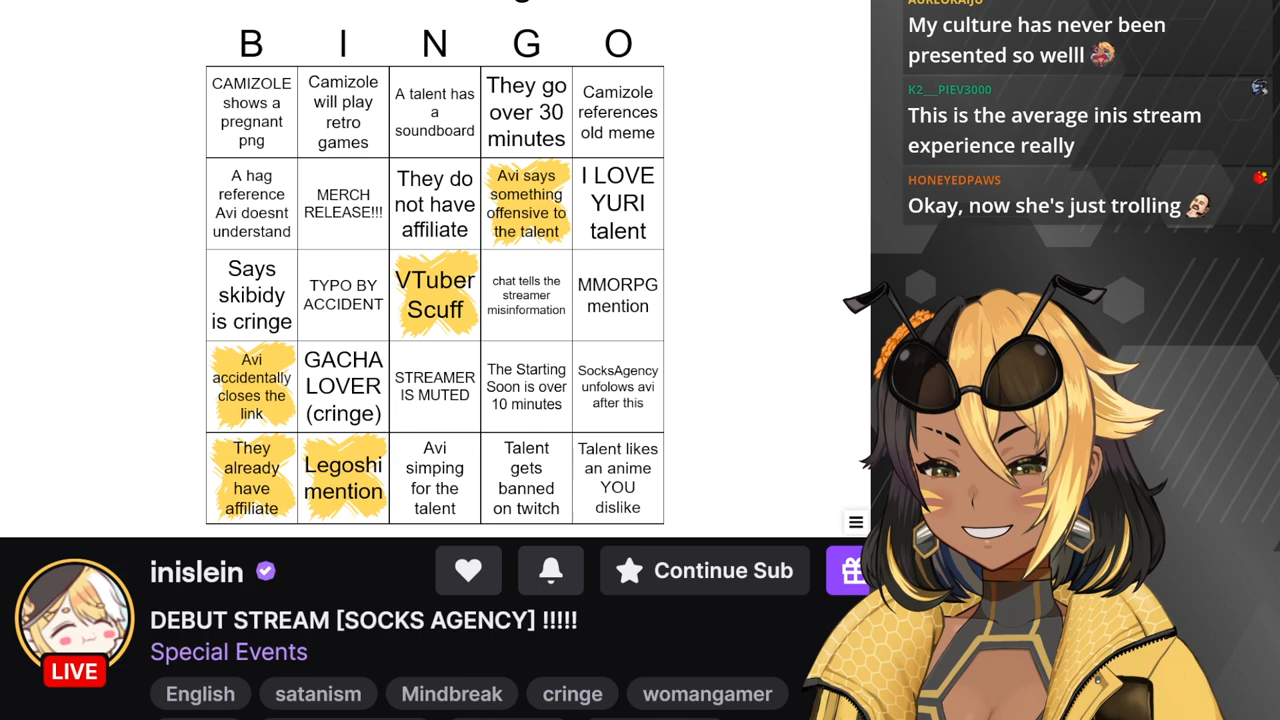 B I N G O
CAMIZOLE
shows a
pregnant
png
Camizole
will play
retro
games
A talent has
a
soundboard
They go
over 30
minutes
Camizole
references
old meme
A hag
reference
Avi doesnt
understand
MERCH
RELEASE!!!
They do
not have
affiliate
Avi says
something
offensive to
the talent
I LOVE
YURI
talent
Says
skibidy
is cringe
TYPO BY
ACCIDENT
VTuber
Scuff
chat tells the
streamer
misinformation
MMORPG
mention
Avi
accidentally
closes the
link
GACHA
LOVER
(cringe)
STREAMER
IS MUTED
The Starting
Soon is over
10 minutes
SocksAgency
unfolows avi
after this
They
already
have
affiliate
Legoshi
mention
Avi
simping
for the
talent
Talent
gets
banned
on twitch
Talent likes
an anime
YOU
dislike
My culture has never been
presented so welll
K2__PIEV3000
This is the average inis stream
experience really
HONEYEDPAWS
Okay, now she's just trolling
inislein
Continue Sub
DEBUT STREAM [SOCKS AGENCY] !!!!!
Special Events
LIVE
English satanism Mindbreak cringe womangamer